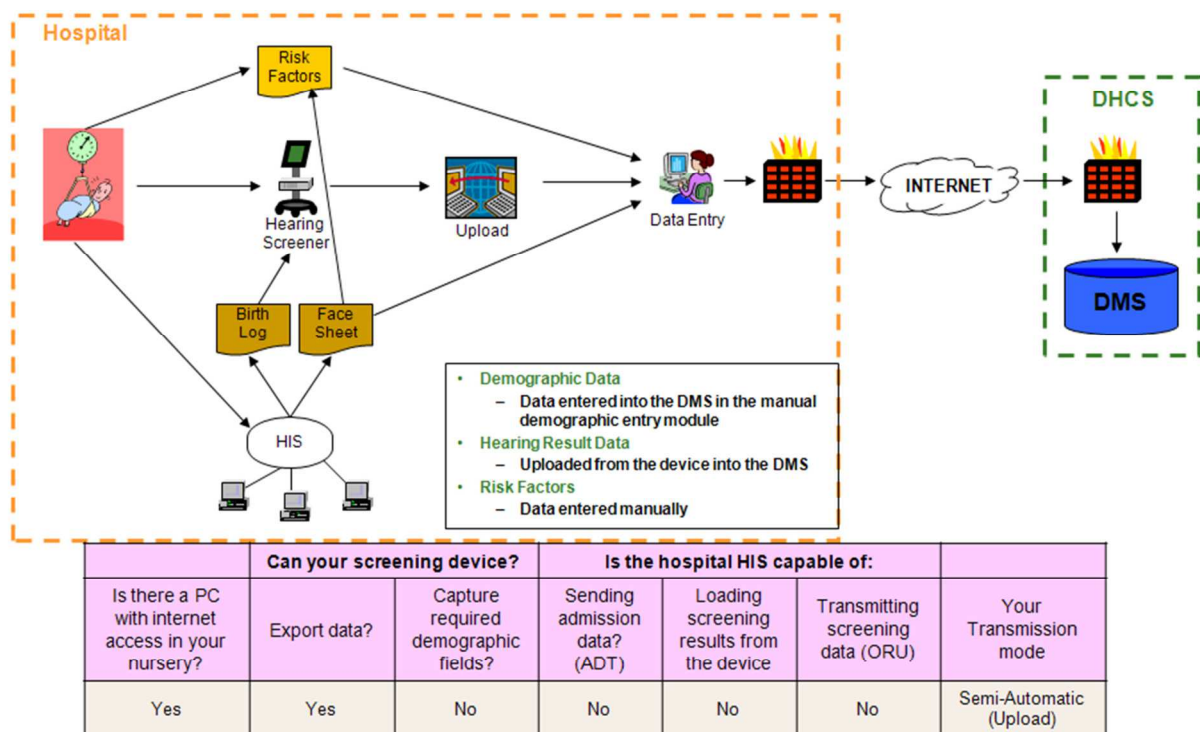 Hospital
Risk
Factors
DHCS
INTERNET
Hearing
Screener
Upload
Data Entry
Birth
Log
Face
Sheet
DMS
HIS
• Demographic Data
– Data entered into the DMS in the manual
demographic entry module
• Hearing Result Data
– Uploaded from the device into the DMS
• Risk Factors
– Data entered manually
Can your screening device?
Is the hospital HIS capable of:
Is there a PC
with internet
access in your
nursery?
Export data?
Capture
required
demographic
fields?
Sending
admission
data?
(ADT)
Loading
screening
results from
the device
Transmitting
screening
data (ORU)
Your
Transmission
mode
Yes
Yes
No
No
No
No
Semi-Automatic
(Upload)